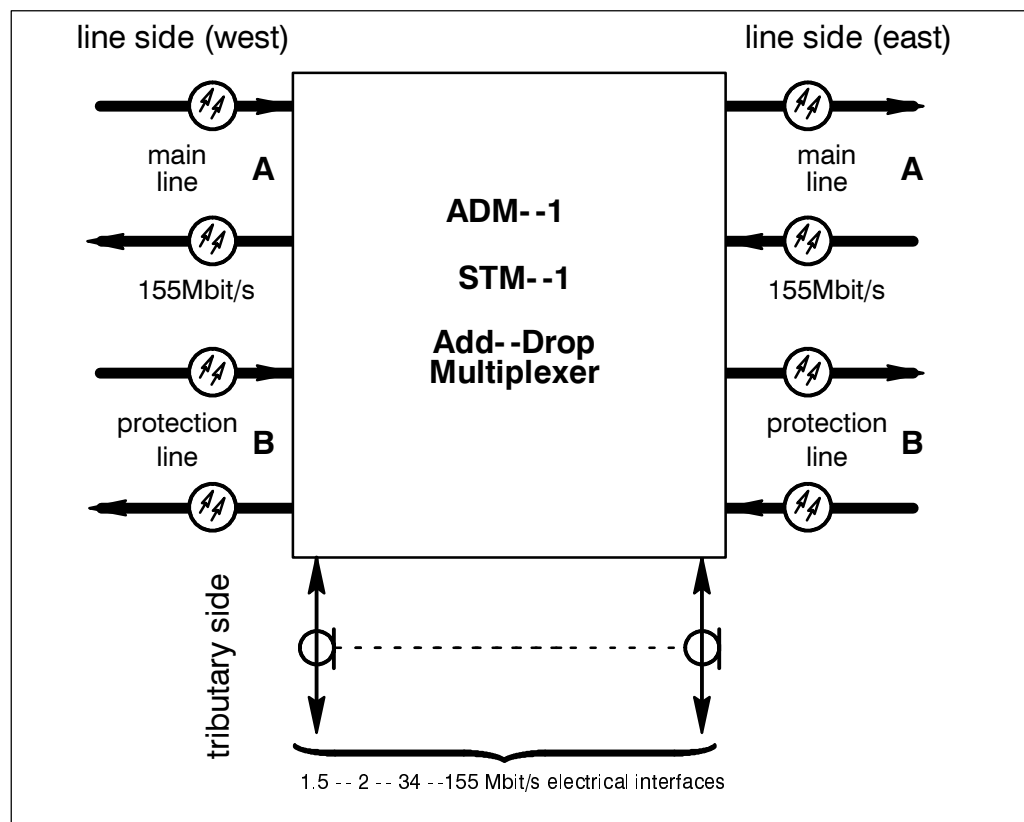 line side (west)
line side (east)
main
line
A
main
line
A
ADM--1
STM--1
Add--Drop
Multiplexer
155Mbit/s
155Mbit/s
protection
line
B
protection
line
B
tributary side
1.5 -- 2 -- 34 --155 Mbit/s electrical interfaces